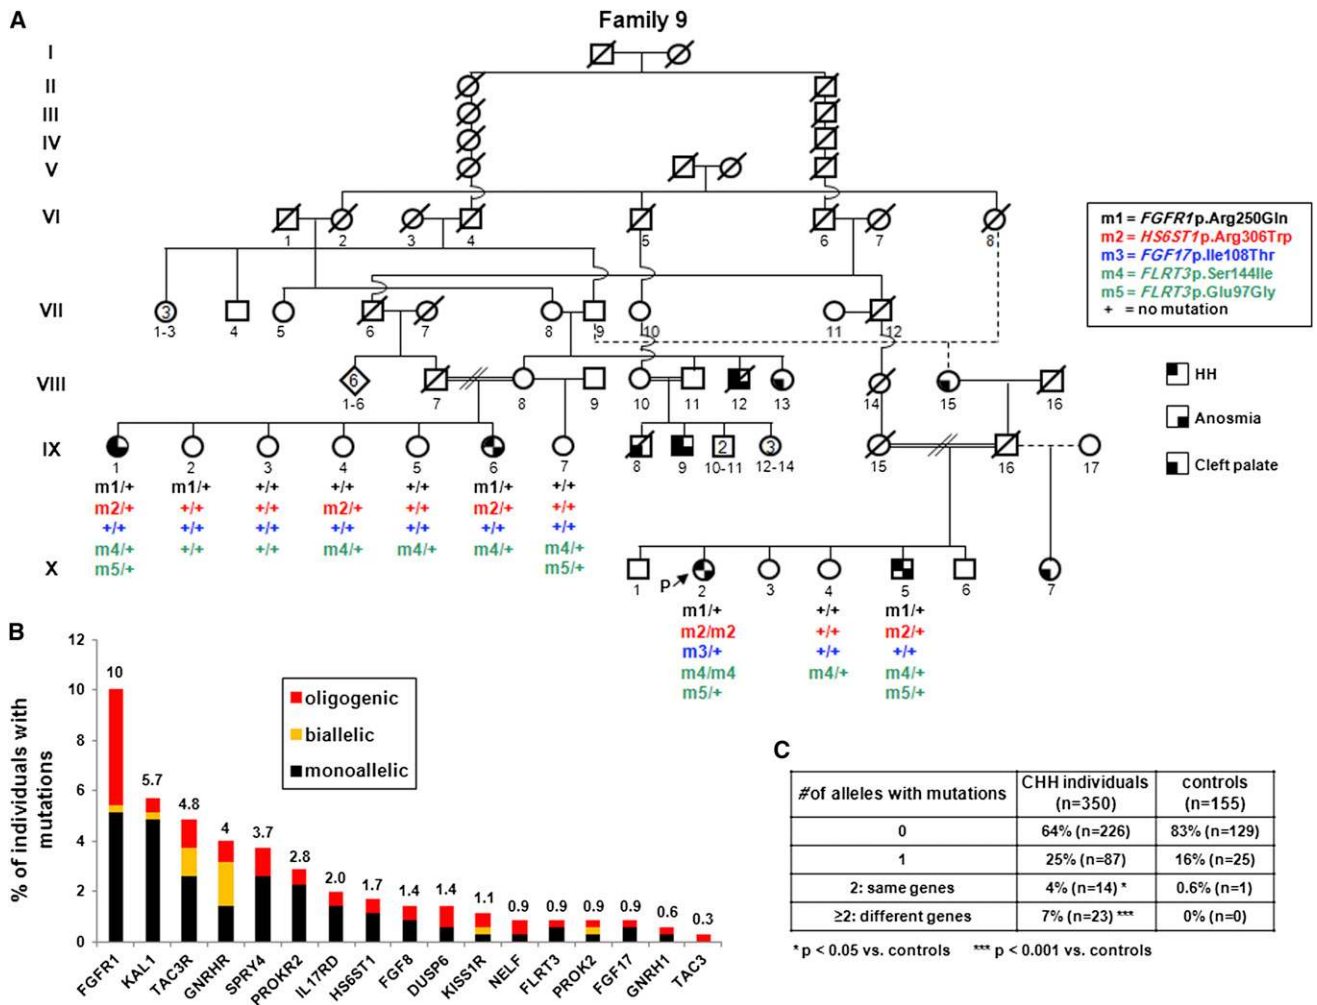 A
Family 9
I
II
III
IV
V
VI
1 2 3 4 5 6 7 8
m1 = FGFR1 p.Arg250Gln
m2 = HS6ST1 p.Arg306Trp
m3 = FGF17 p.Ile108Thr
m4 = FLRT3 p.Ser144Ile
m5 = FLRT3 p.Glu97Gly
+ = no mutation
VII
3
1-3 4 5 6 7 8 9 10 11 12
HH
Anosmia
Cleft palate
VIII
6
1-6 7 8 9 10 11 12 13 14 15 16
IX
2 3
1 2 3 4 5 6 7 8 9 10-11 12-14 15 16 17
m1/+ m1/+ +/+ +/+ +/+ m1/+ +/+
m2/+ +/+ +/+ m2/+ +/+ m2/+ +/+
+/+ +/+ +/+ +/+ +/+ +/+ +/+
m4/+ +/+ +/+ m4/+ m4/+ m4/+ m4/+
m5/+ m5/+
X
P
1 2 3 4 5 6 7
m1/+ +/+ m1/+
m2/m2 +/+ m2/+
m3/+ +/+ +/+
m4/m4 m4/+ m4/+
m5/+ m5/+
B
% of individuals with mutations
12
10
8
6
4
2
0
10 5.7 4.8 4 3.7 2.8 2.0 1.7 1.4 1.4 1.1 0.9 0.9 0.9 0.9 0.6 0.3
oligogenic
biallelic
monoallelic
FGFR1 KAL1 TAC3R GNRHR SPRY4 PROKR2 IL17RD HS6ST1 FGF8 DUSP6 KISS1R NELF FLRT3 PROK2 FGF17 GNRH1 TAC3
C
#of alleles with mutations CHH individuals (n=350) controls (n=155)
0 64% (n=226) 83% (n=129)
1 25% (n=87) 16% (n=25)
2: same genes 4% (n=14) * 0.6% (n=1)
≥2: different genes 7% (n=23) *** 0% (n=0)
* p < 0.05 vs. controls *** p < 0.001 vs. controls